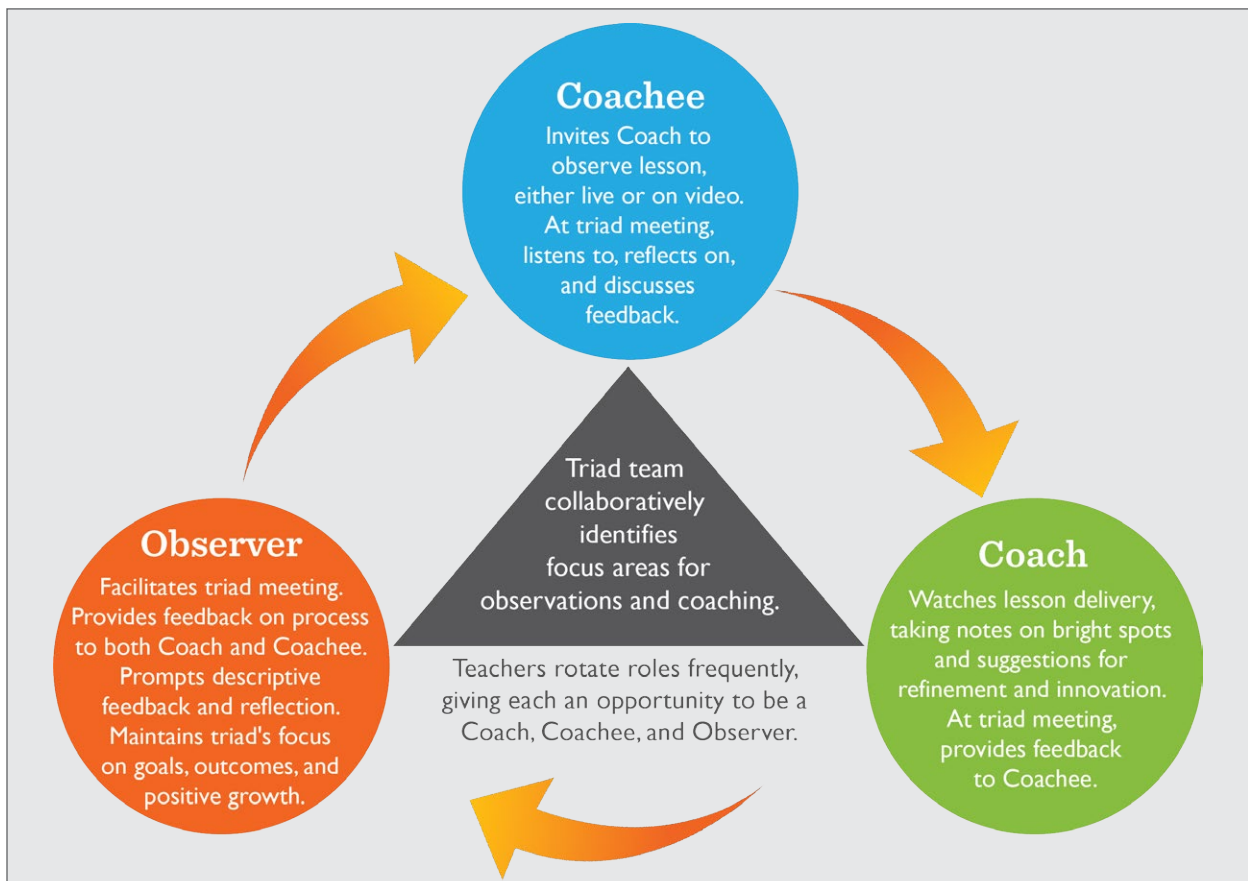 Coachee
Invites Coach to
observe lesson,
either live or on video.
At triad meeting,
listens to, reflects on,
and discusses
feedback.
Triad team
collaboratively
identifies
focus areas for
observations and coaching.
Observer
Facilitates triad meeting.
Provides feedback on process
to both Coach and Coachee.
Prompts descriptive
feedback and reflection.
Maintains triad's focus
on goals, outcomes, and
positive growth.
Coach
Watches lesson delivery,
taking notes on bright spots
and suggestions for
refinement and innovation.
At triad meeting,
provides feedback
to Coachee.
Teachers rotate roles frequently,
giving each an opportunity to be a
Coach, Coachee, and Observer.